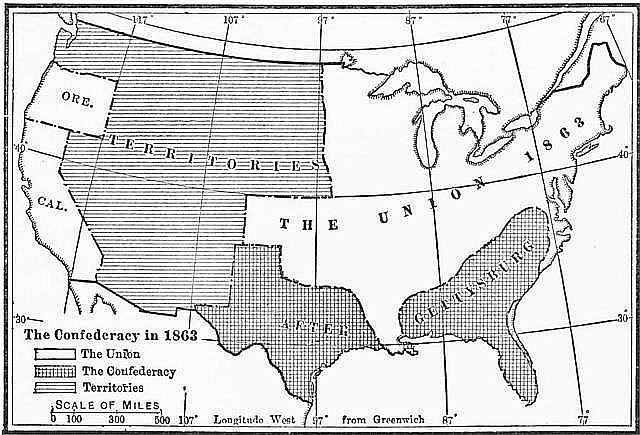 117° 107° 97° 87° 77° 67°
ORE.
TERRITORIES
THE UNION 1863
40° 40°
CAL.
GETTYSBURG
AFTER
30° 30°
The Confederacy in 1863
The Union
The Confederacy
Territories
SCALE OF MILES
0 100 300 500
107° Longitude West 97° from Greenwich 87° 77°